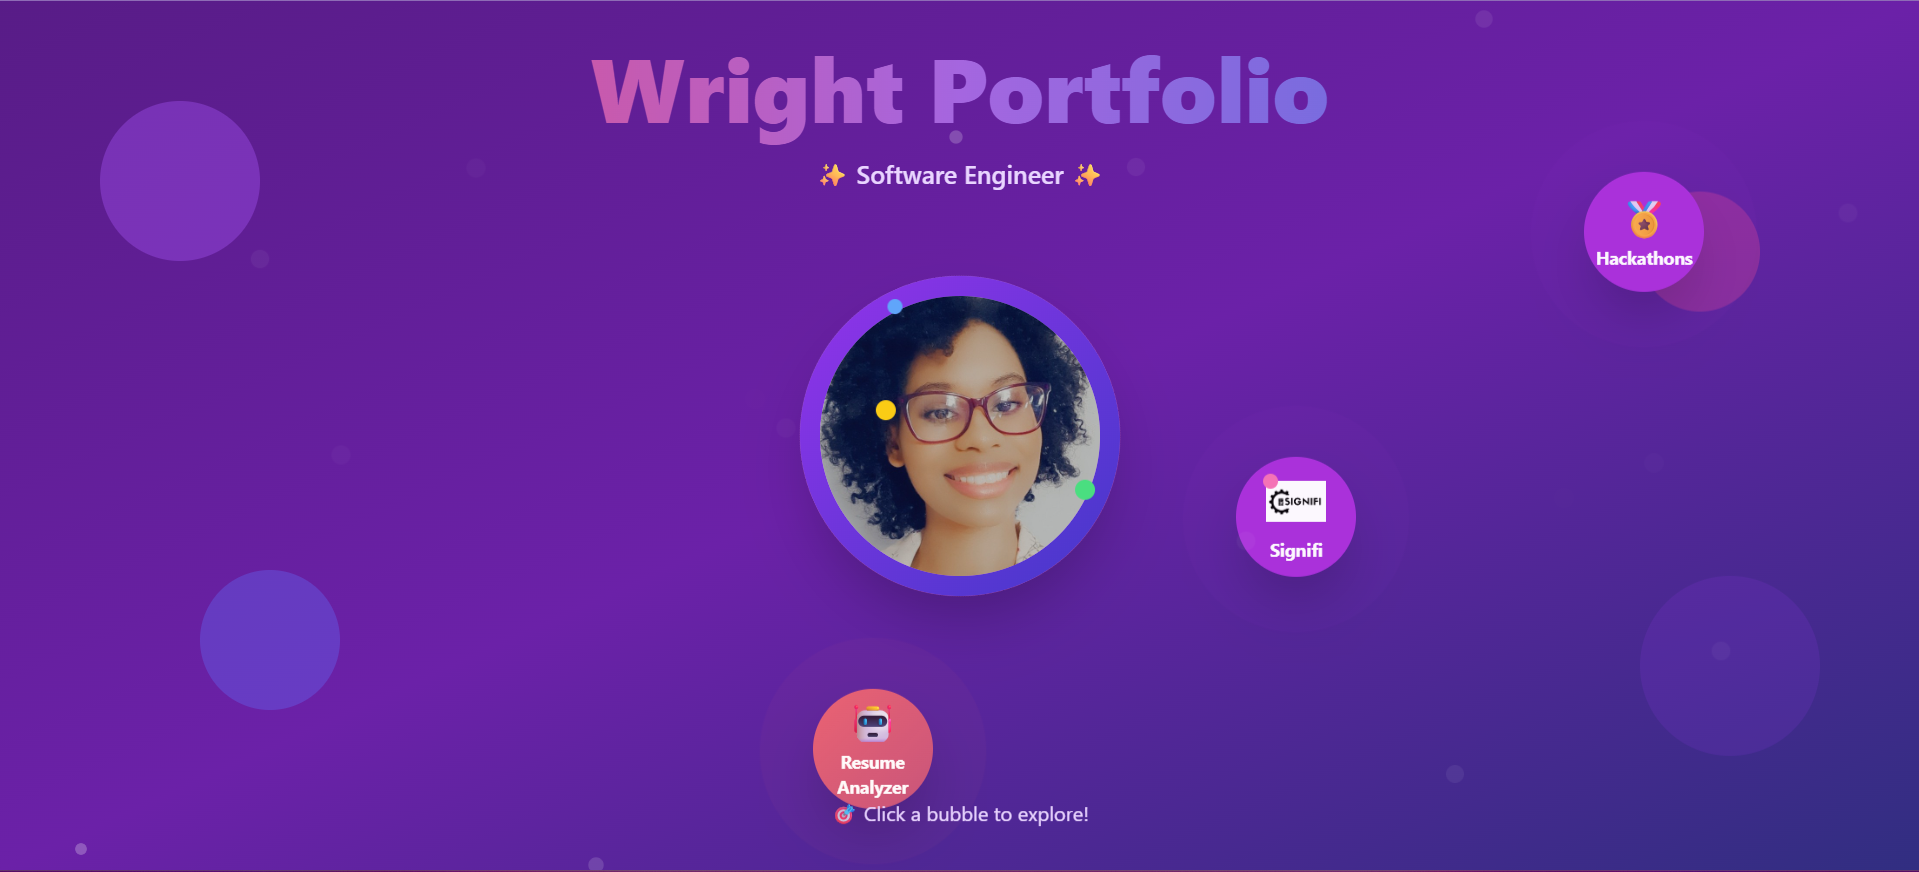 Wright Portfolio
✨ Software Engineer ✨
Hackathons
SIGNIFI
Signifi
Resume
Analyzer
🎯 Click a bubble to explore!